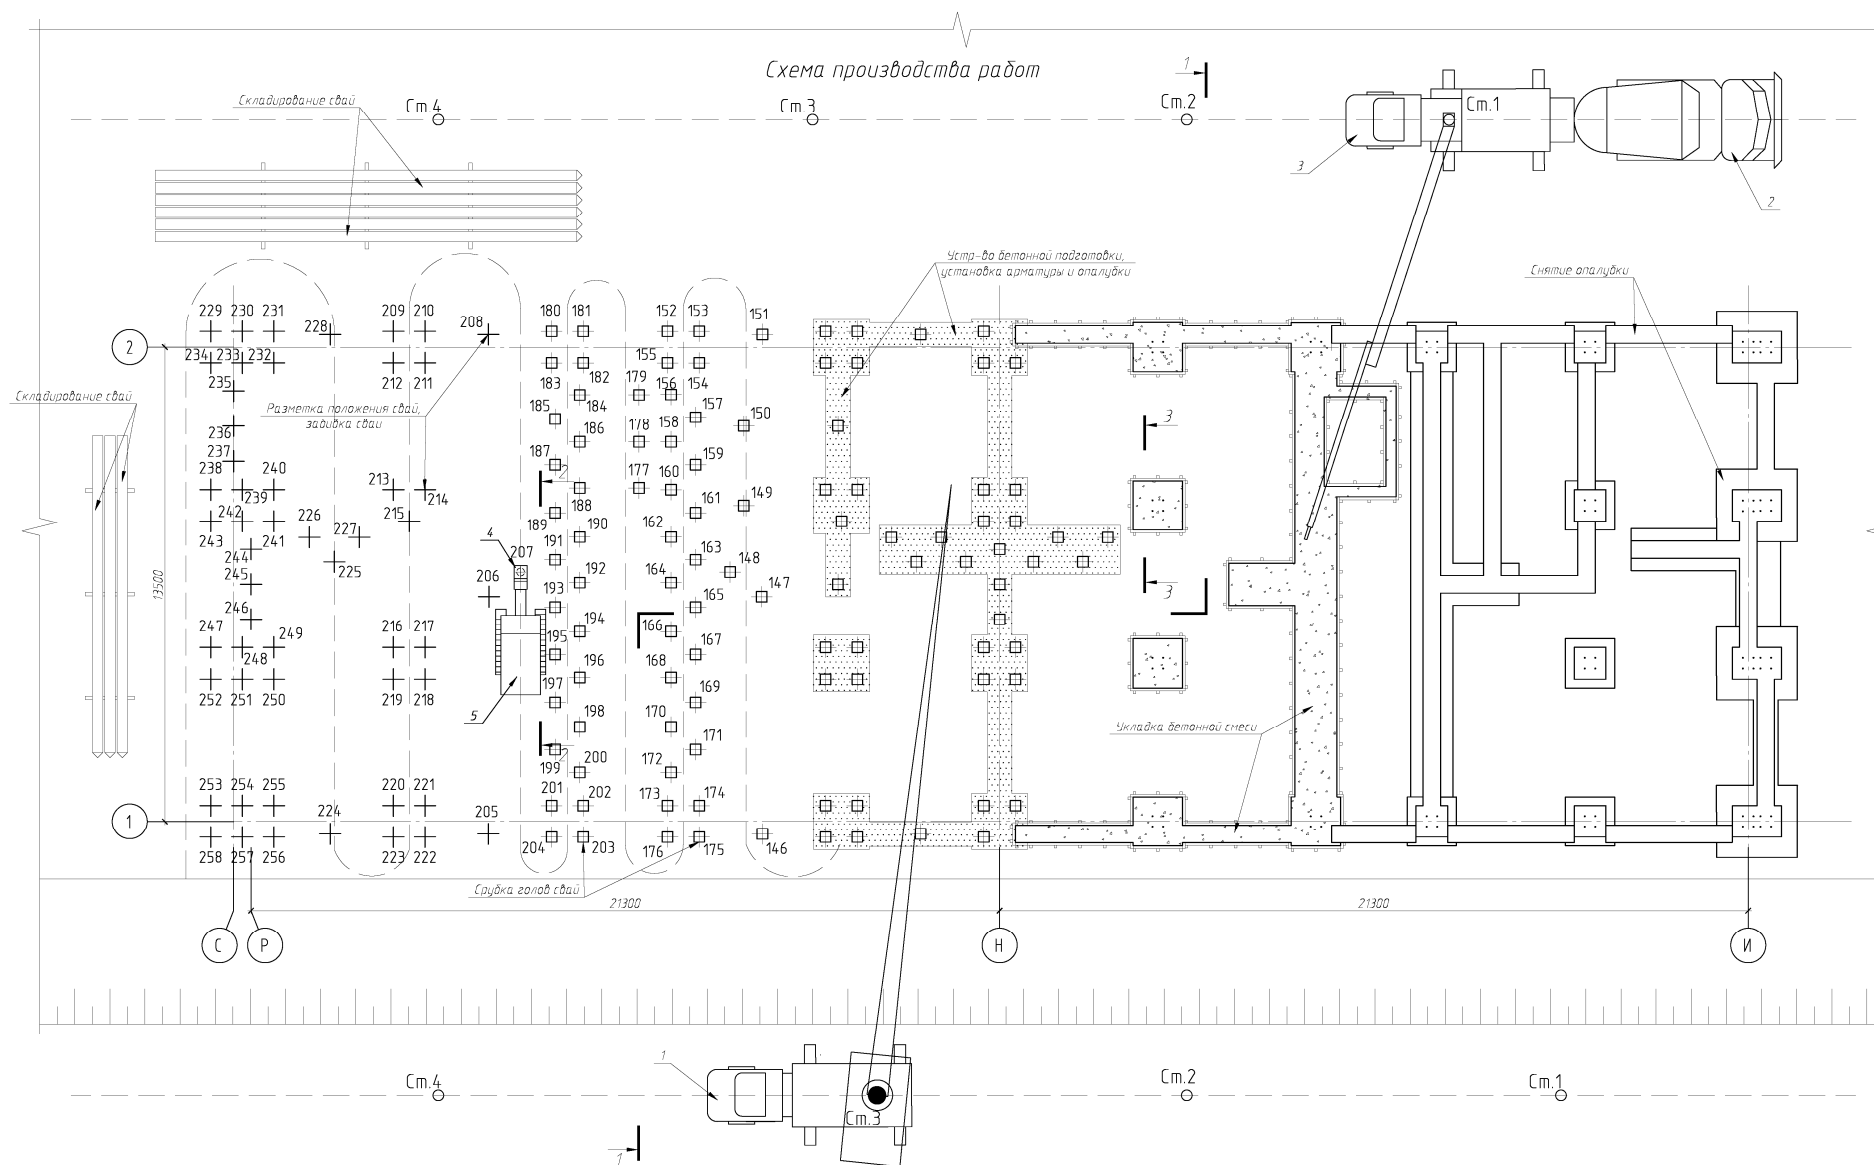 Схема производства работ
1
Складирование свай
Ст.4
Ст.3
Ст.2
Ст.1
3
2
Устр-во бетонной подготовки,
установка арматуры и опалубки
Снятие опалубки
229 230 231 228 209 210 208 180 181 152 153 151
2
234 233 232 212 211 183 182 155 154
235 179 156
Складирование свай
Разметка положения свай,
забивка сваи
185 184 157 150
236 186 178 158 3
237 187 159
238 240 213 214 2 177 160
239 188 161 149
242 226 227 215 189 190 162
243 241
244 225 4 207 191 163 148
245 206 192 164 3
193 165 147
246 194 166
247 249 216 217 195 167
248 196 168
252 251 250 219 218 197 169
5 198 170
171
Укладка бетонной смеси
2
199 200 172
253 254 255 220 221 201 202 173 174
1
224 205
258 257 256 223 222 204 203 176 175 146
Срубка голов свай
13500
21300
21300
С
Р
Н
И
1
Ст.4
Ст.3
Ст.2
Ст.1
1